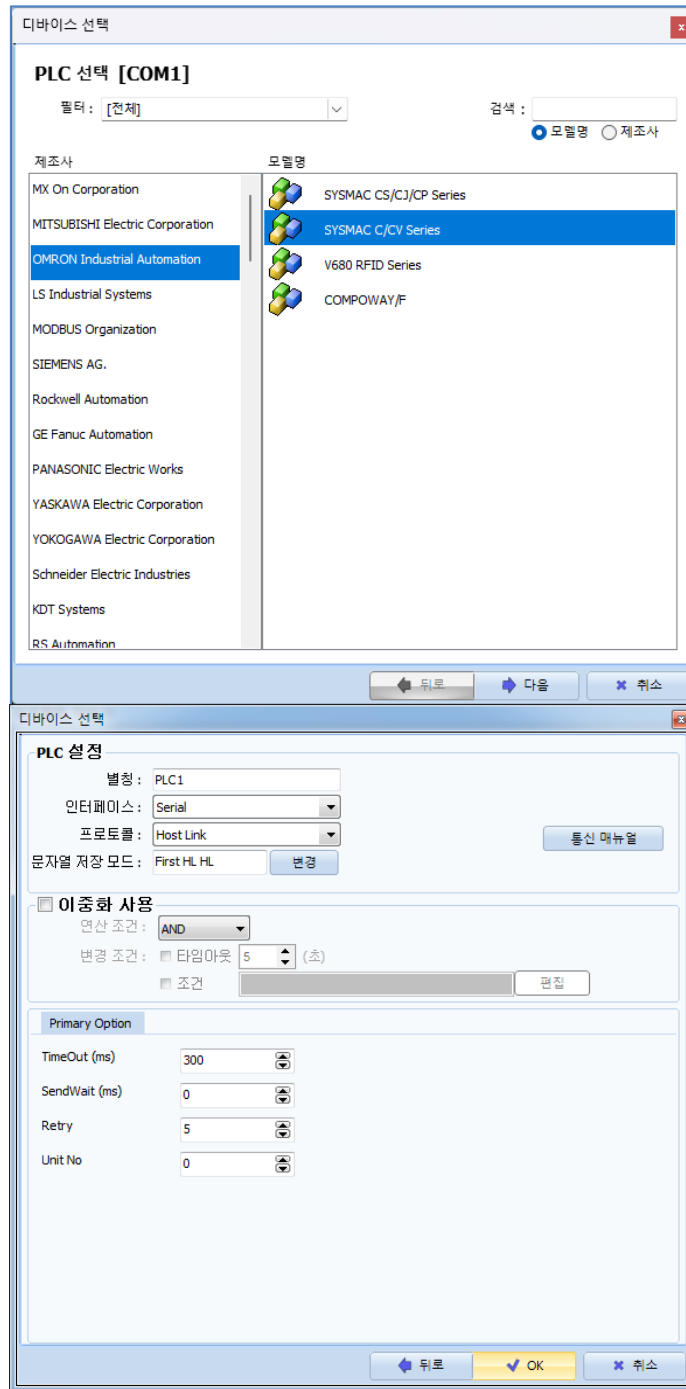 디바이스 선택
x
PLC 선택 [COM1]
필터 : [전체]
검색 :
모델명 제조사
제조사 모델명
MX On Corporation
MITSUBISHI Electric Corporation
OMRON Industrial Automation
LS Industrial Systems
MODBUS Organization
SIEMENS AG.
Rockwell Automation
GE Fanuc Automation
PANASONIC Electric Works
YASKAWA Electric Corporation
YOKOGAWA Electric Corporation
Schneider Electric Industries
KDT Systems
RS Automation
SYSMAC CS/CJ/CP Series
SYSMAC C/CV Series
V680 RFID Series
COMPOWAY/F
뒤로 다음 취소
디바이스 선택
PLC 설정
별칭 : PLC1
인터페이스 : Serial
프로토콜 : Host Link
통신 매뉴얼
문자열 저장 모드 : First HL HL 변경
이중화 사용
연산 조건 : AND
변경 조건 : 타임아웃 5 (초)
조건 편집
Primary Option
TimeOut (ms) 300
SendWait (ms) 0
Retry 5
Unit No 0
뒤로 OK 취소